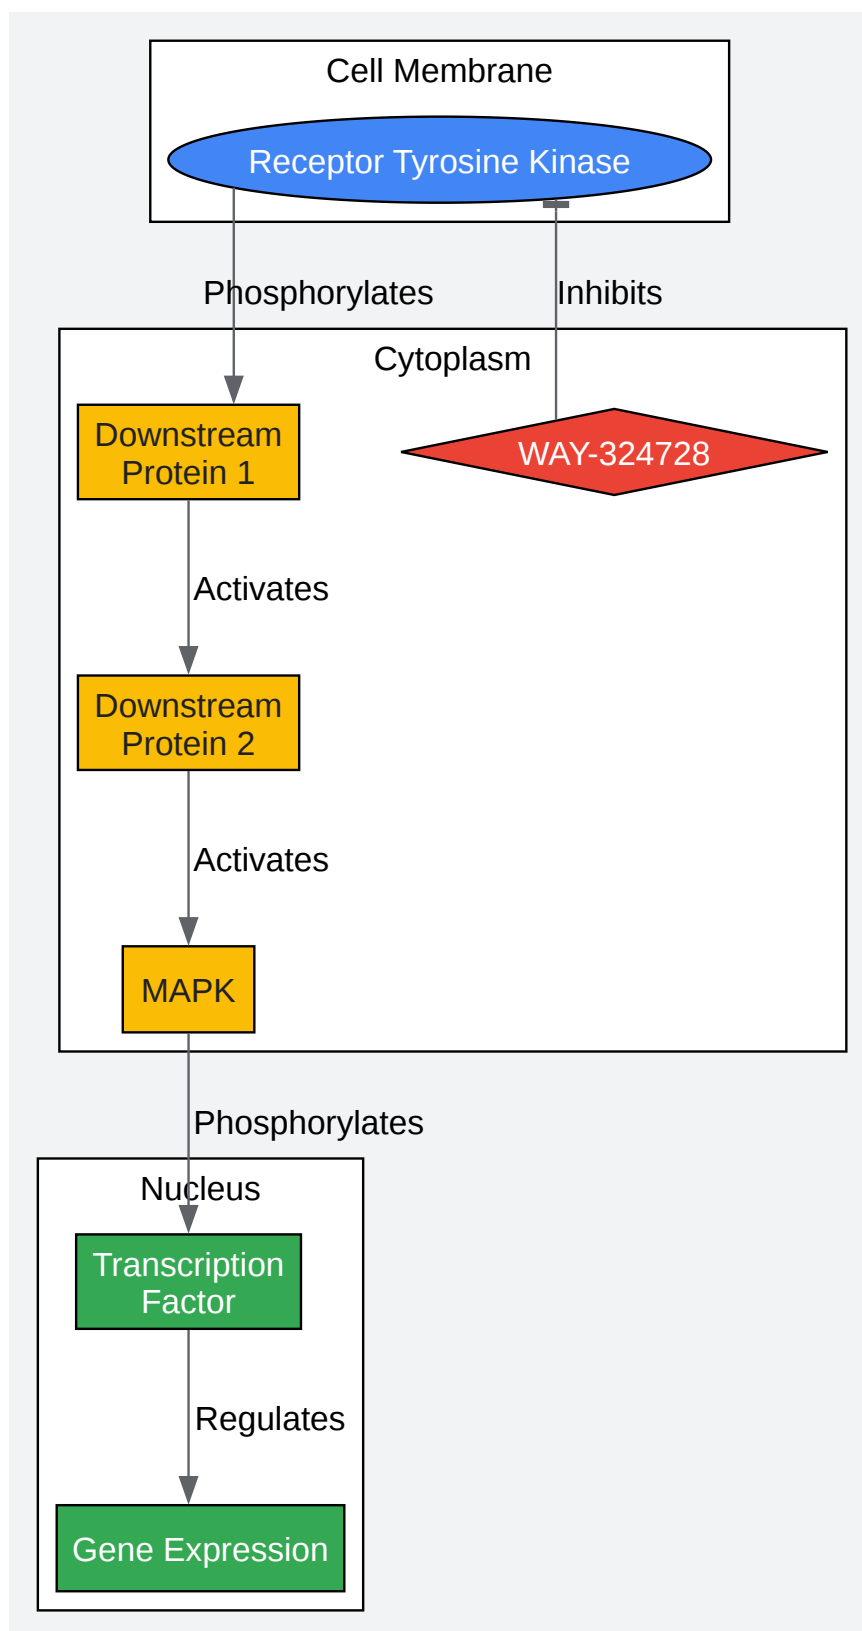 Cell Membrane
Receptor Tyrosine Kinase
Phosphorylates
Inhibits
Cytoplasm
Downstream
Protein 1
WAY-324728
Activates
Downstream
Protein 2
Activates
MAPK
Phosphorylates
Nucleus
Transcription
Factor
Regulates
Gene Expression